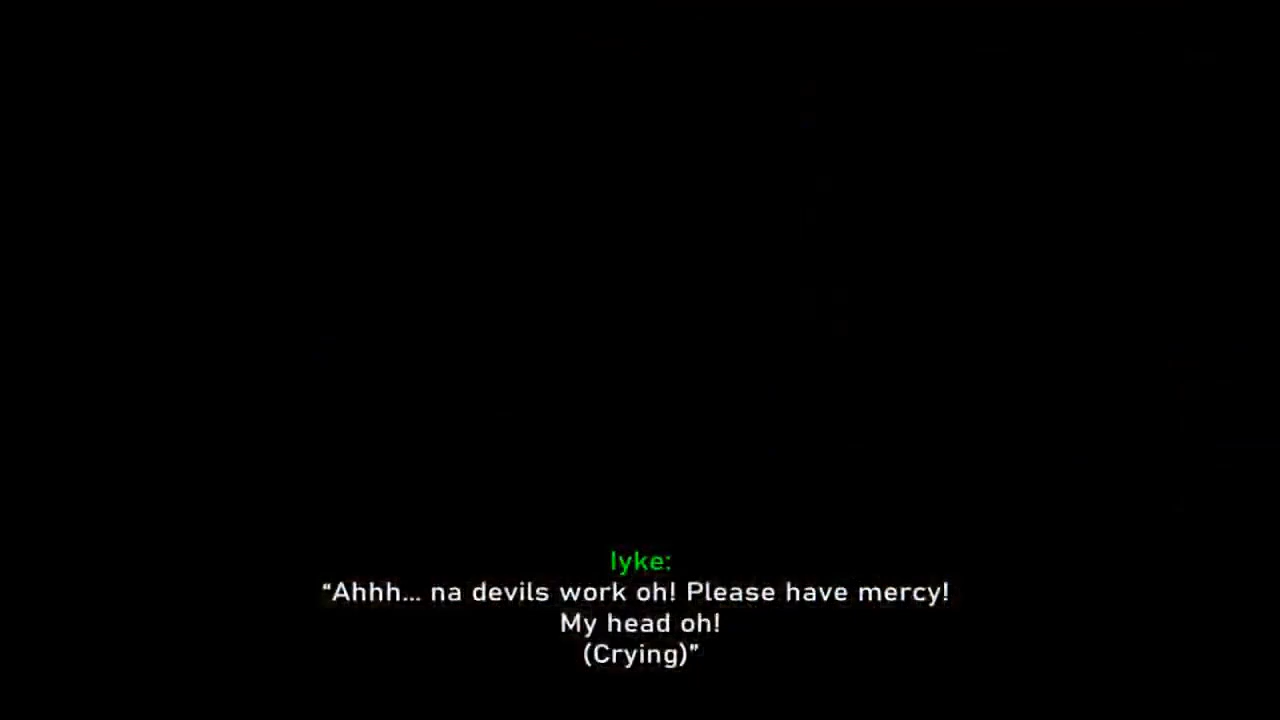 Iyke:
“Ahhh... na devils work oh! Please have mercy!
My head oh!
(Crying)”